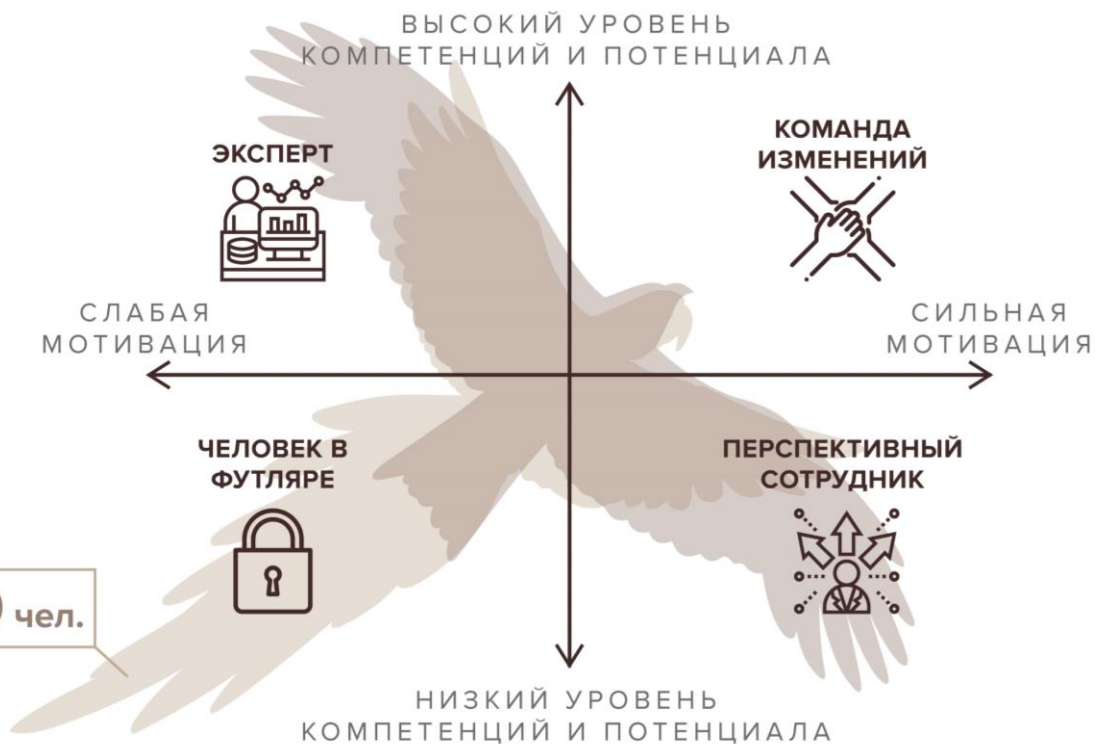 ВЫСОКИЙ УРОВЕНЬ
КОМПЕТЕНЦИЙ И ПОТЕНЦИАЛА
ЭКСПЕРТ
КОМАНДА
ИЗМЕНЕНИЙ
СЛАБАЯ
МОТИВАЦИЯ
СИЛЬНАЯ
МОТИВАЦИЯ
ЧЕЛОВЕК В
ФУТЛЯРЕ
ПЕРСПЕКТИВНЫЙ
СОТРУДНИК
чел.
НИЗКИЙ УРОВЕНЬ
КОМПЕТЕНЦИЙ И ПОТЕНЦИАЛА